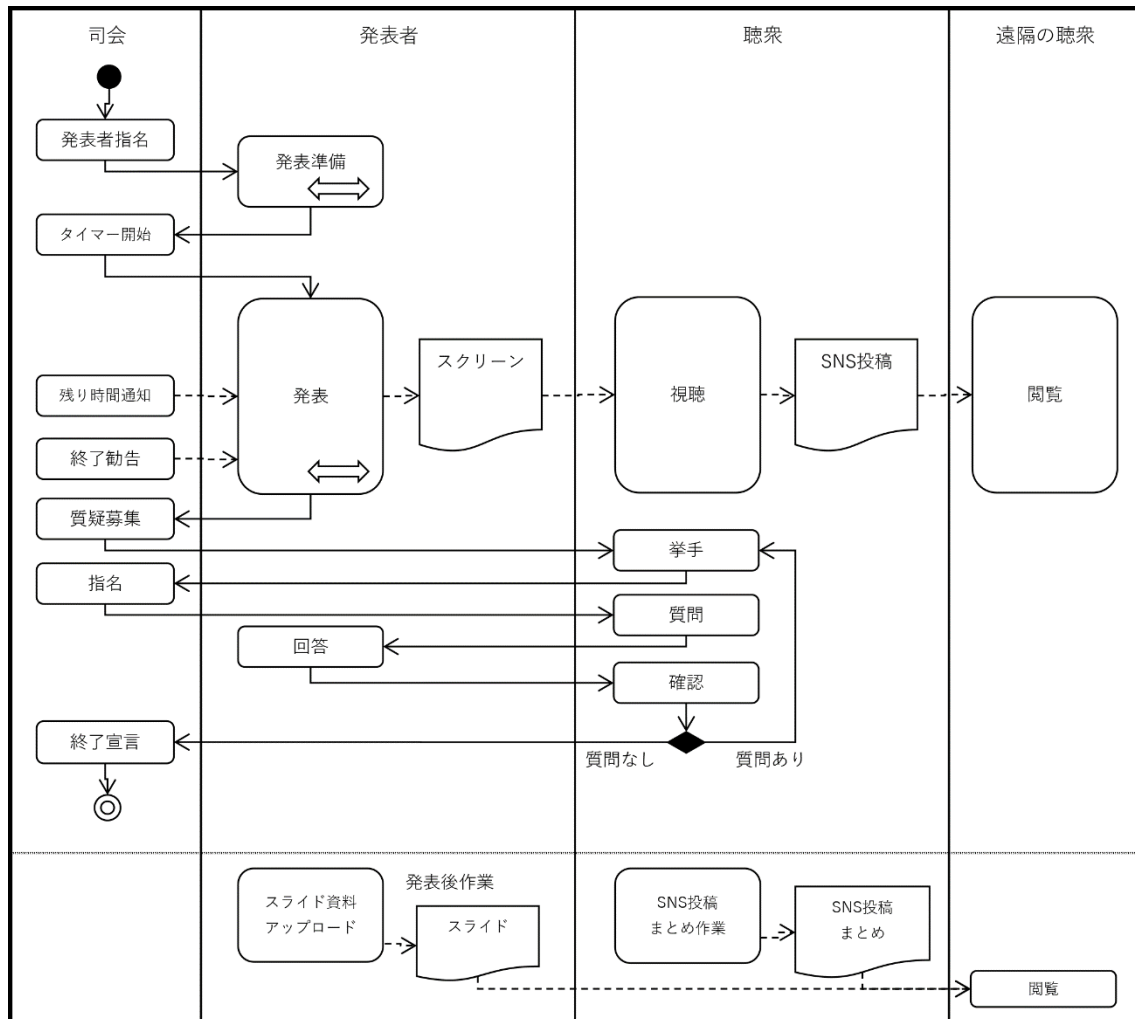 司会
発表者
聴衆
遠隔の聴衆
発表者指名
発表準備
タイマー開始
スクリーン
SNS投稿
残り時間通知
発表
視聴
閲覧
終了勧告
質疑募集
挙手
指名
質問
回答
確認
終了宣言
質問なし
質問あり
発表後作業
スライド資料
アップロード
スライド
SNS投稿
まとめ作業
SNS投稿
まとめ
閲覧